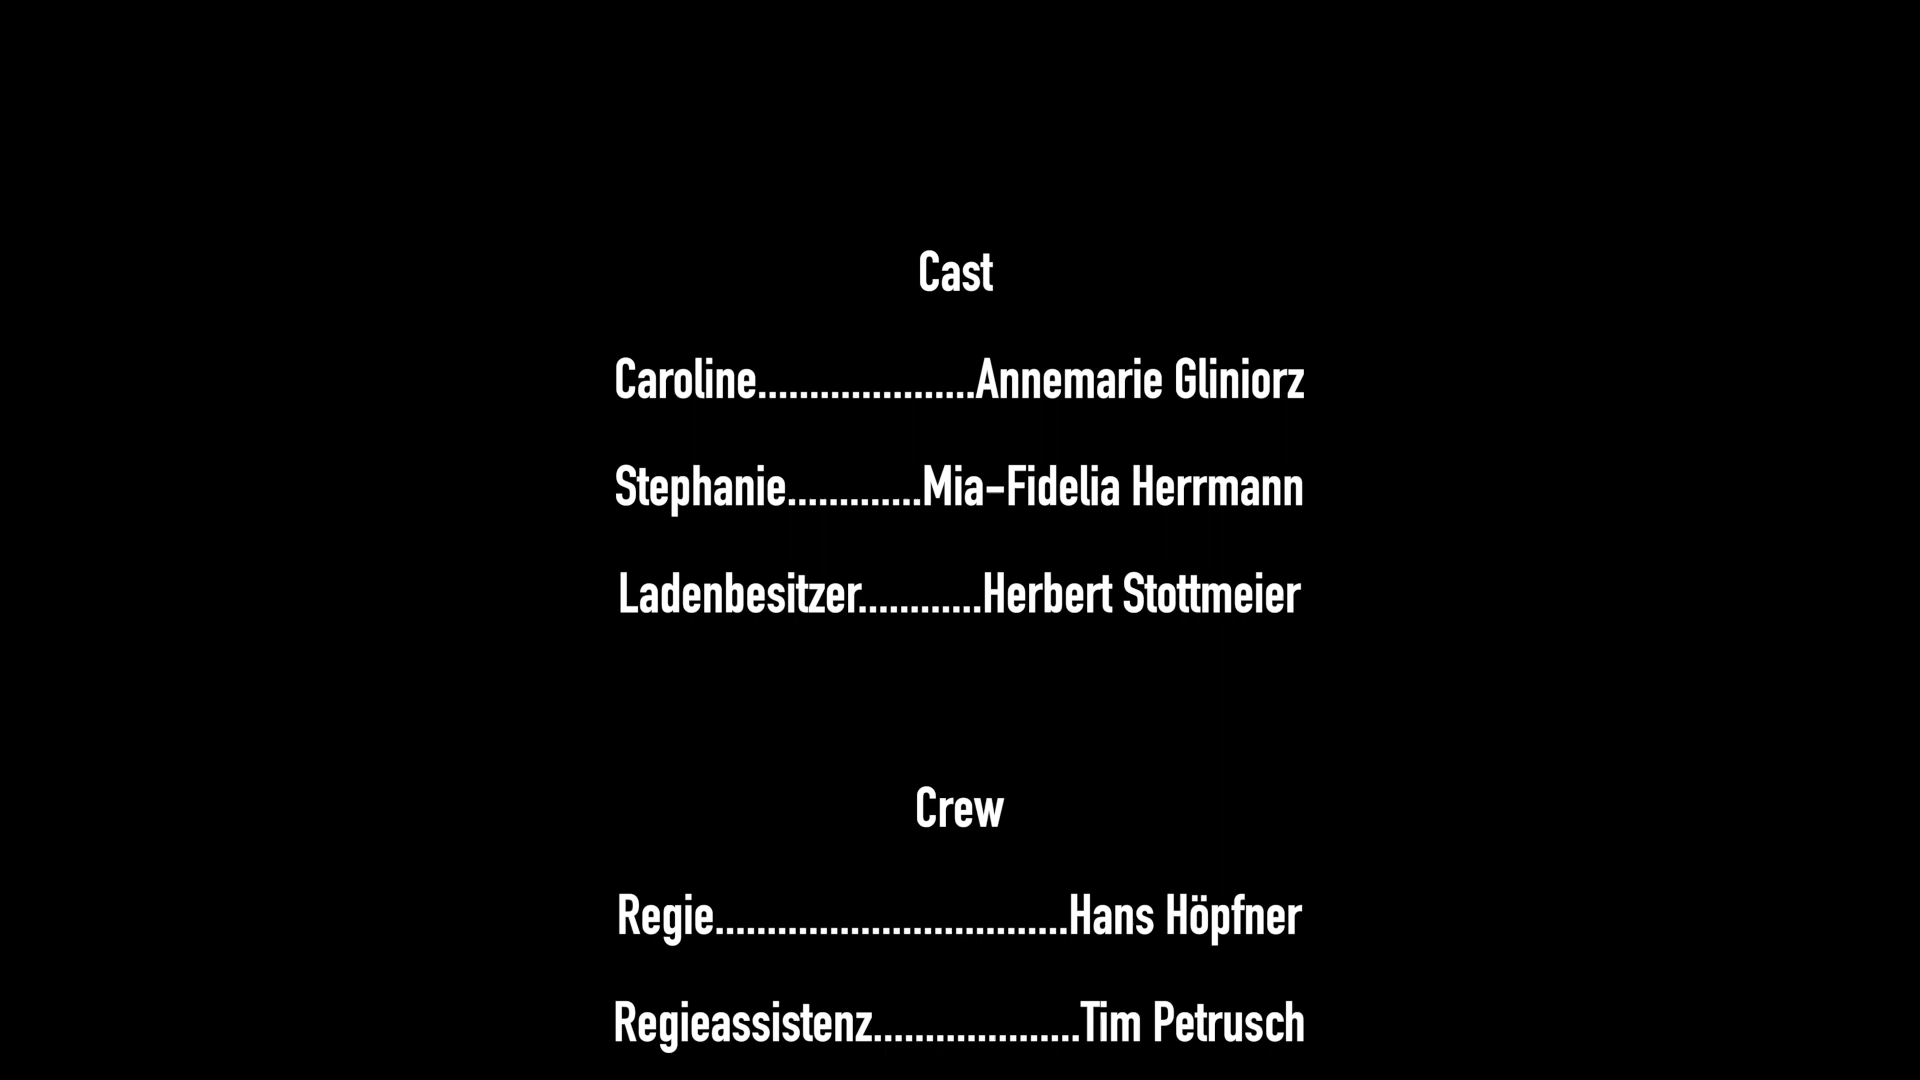 Cast
Caroline.....................Annemarie Gliniorz
Stephanie.............Mia-Fidelia Herrmann
Ladenbesitzer............Herbert Stottmeier
Crew
Regie..................................Hans Höpfner
Regieassistenz....................Tim Petrusch